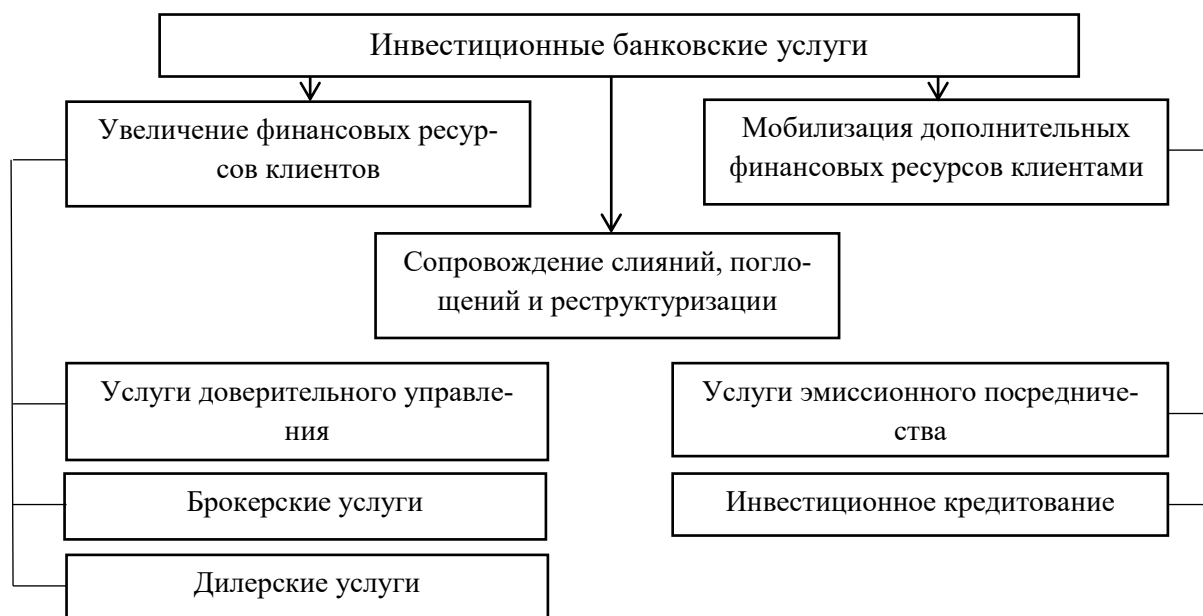 Инвестиционные банковские услуги
Увеличение финансовых ресур-
сов клиентов
Мобилизация дополнительных
финансовых ресурсов клиентами
Сопровождение слияний, погло-
щений и реструктуризации
Услуги доверительного управле-
ния
Услуги эмиссионного посредниче-
ства
Брокерские услуги
Инвестиционное кредитование
Дилерские услуги